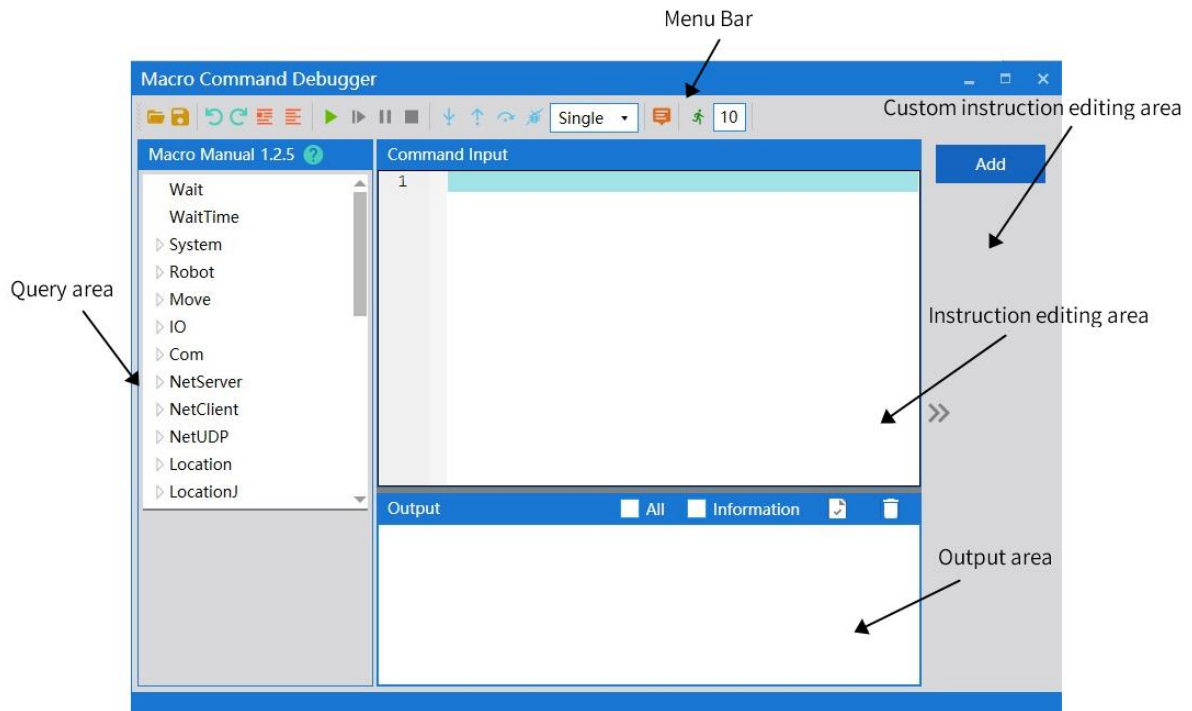 Menu Bar
Macro Command Debugger
Custom instruction editing area
Single
10
Macro Manual 1.2.5 ?
Command Input
Add
1
Wait
WaitTime
System
Robot
Query area
Move
Instruction editing area
IO
Com
NetServer
NetClient
NetUDP
Location
LocationJ
Output
All
Information
Output area